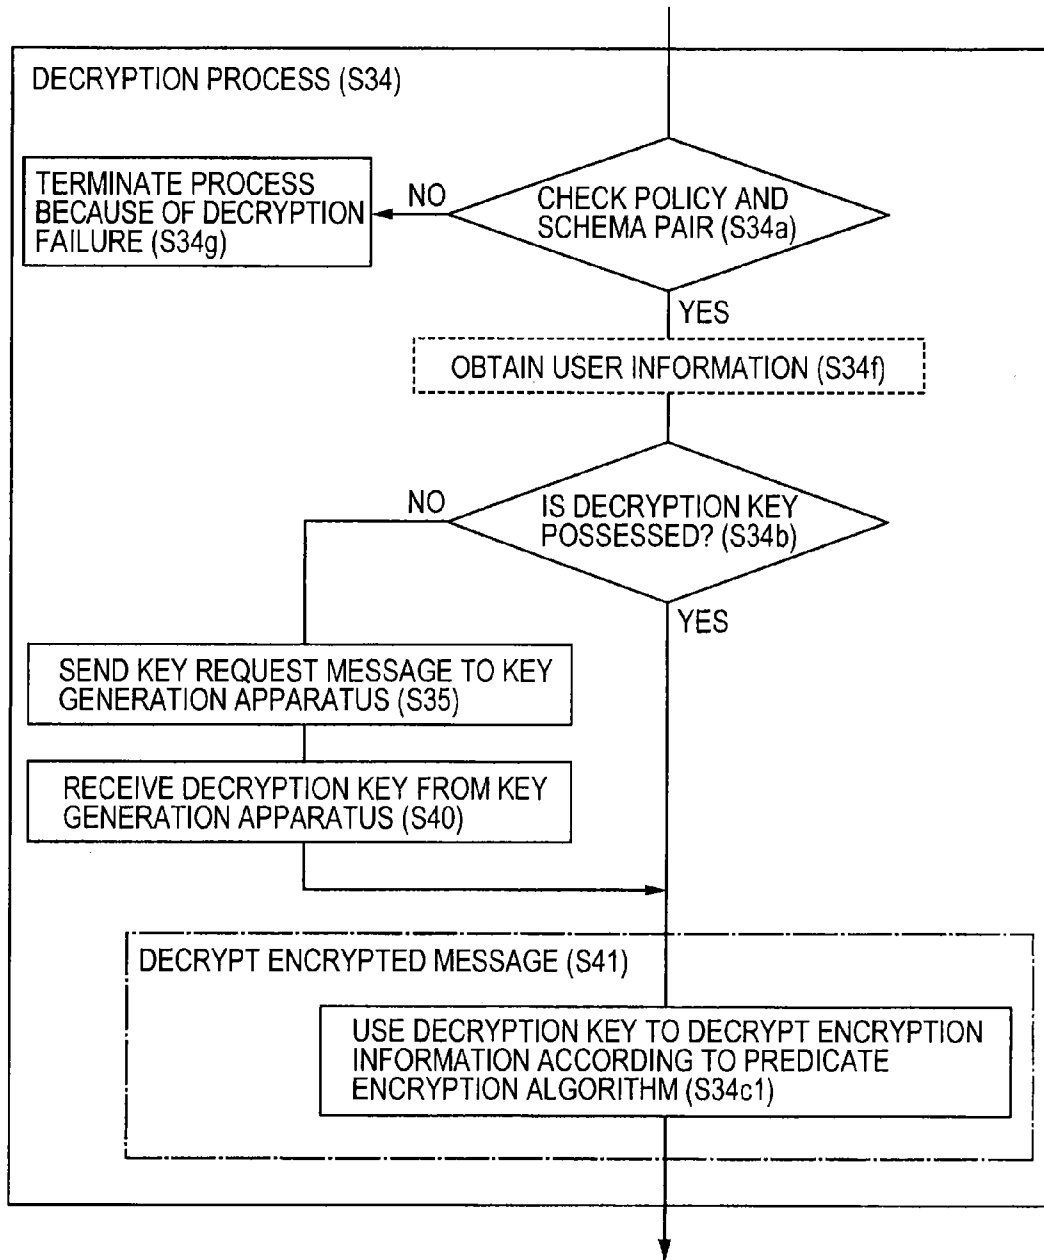 DECRYPTION PROCESS (S34)
TERMINATE PROCESS
BECAUSE OF DECRYPTION
FAILURE (S34g)
NO
CHECK POLICY AND
SCHEMA PAIR (S34a)
YES
OBTAIN USER INFORMATION (S34f)
NO
IS DECRYPTION KEY
POSSESSED? (S34b)
YES
SEND KEY REQUEST MESSAGE TO KEY
GENERATION APPARATUS (S35)
RECEIVE DECRYPTION KEY FROM KEY
GENERATION APPARATUS (S40)
DECRYPT ENCRYPTED MESSAGE (S41)
USE DECRYPTION KEY TO DECRYPT ENCRYPTION
INFORMATION ACCORDING TO PREDICATE
ENCRYPTION ALGORITHM (S34c1)